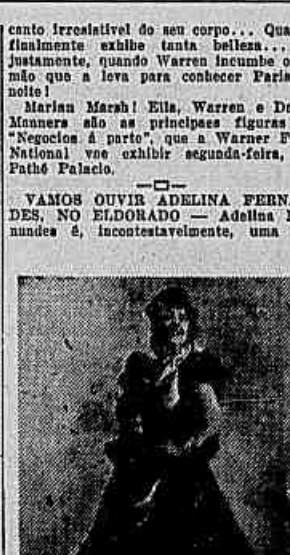 canto irresistivel do seu corpo... Qua
finalmente exhibe tanta belleza...
justamente, quando Warren incumbe o
mão que a leva para conhecer Paris
noite!
Marian Marsh! Ella, Warren e D
Manners são as principaes figuras
"Negocios á parto", que a Warner F
National vae exhibir segunda-feira,
Pathé Palacio.
VAMOS OUVIR ADELINA FERNA
DES, NO ELDORADO — Adelina F
nandes é, incontestavelmente, uma